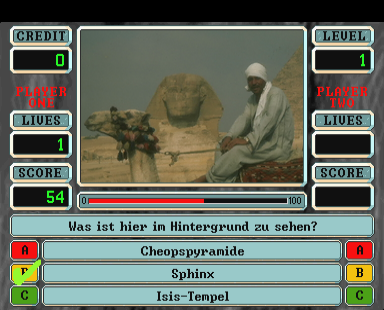 CREDIT
0
LEVEL
1
PLAYER
ONE
PLAYER
TWO
LIVES
1
LIVES
SCORE
54
SCORE
0 100
Was ist hier im Hintergrund zu sehen?
A Cheopspyramide A
B Sphinx B
C Isis-Tempel C